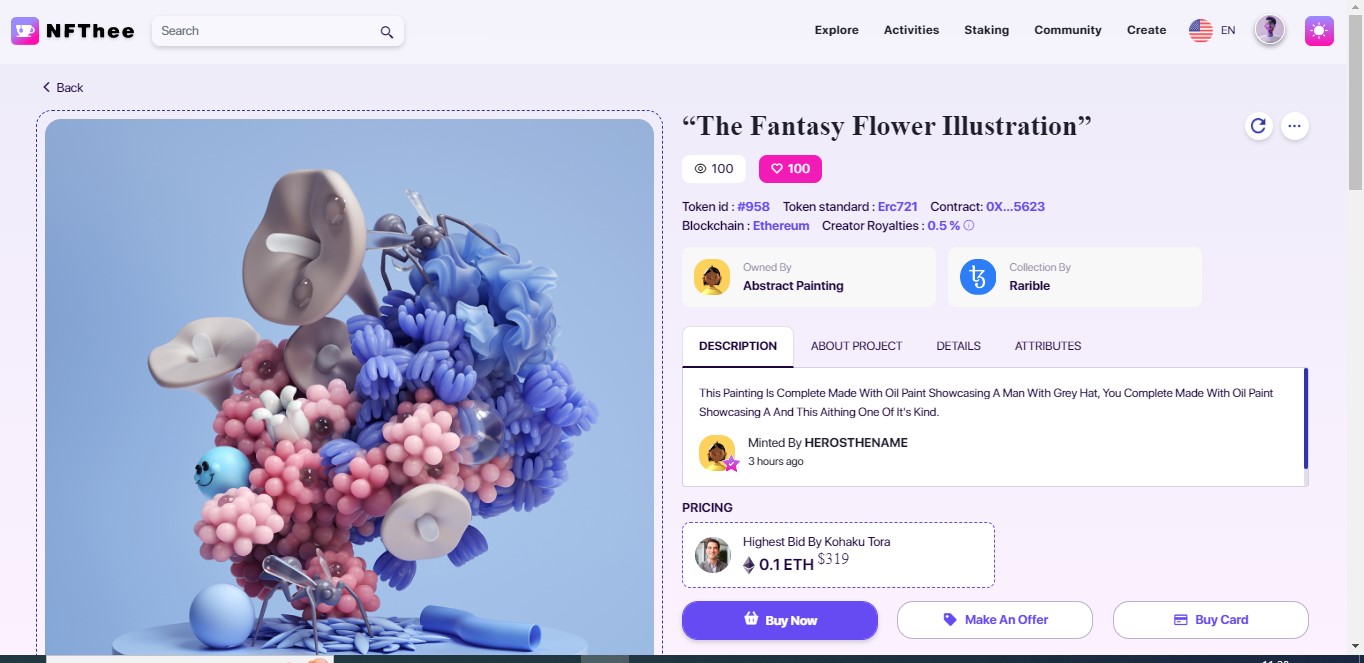 NFThee
Search
Explore Activities Staking Community Create EN
Back
“The Fantasy Flower Illustration”
100 100
Token id : #958 Token standard : Erc721 Contract: 0X...5623
Blockchain : Ethereum Creator Royalties : 0.5 %
Owned By
Abstract Painting
Collection By
Rarible
DESCRIPTION ABOUT PROJECT DETAILS ATTRIBUTES
This Painting Is Complete Made With Oil Paint Showcasing A Man With Grey Hat, You Complete Made With Oil Paint
Showcasing A And This Aithing One Of It's Kind.
Minted By HEROSTHENAME
3 hours ago
PRICING
Highest Bid By Kohaku Tora
0.1 ETH $319
Buy Now Make An Offer Buy Card